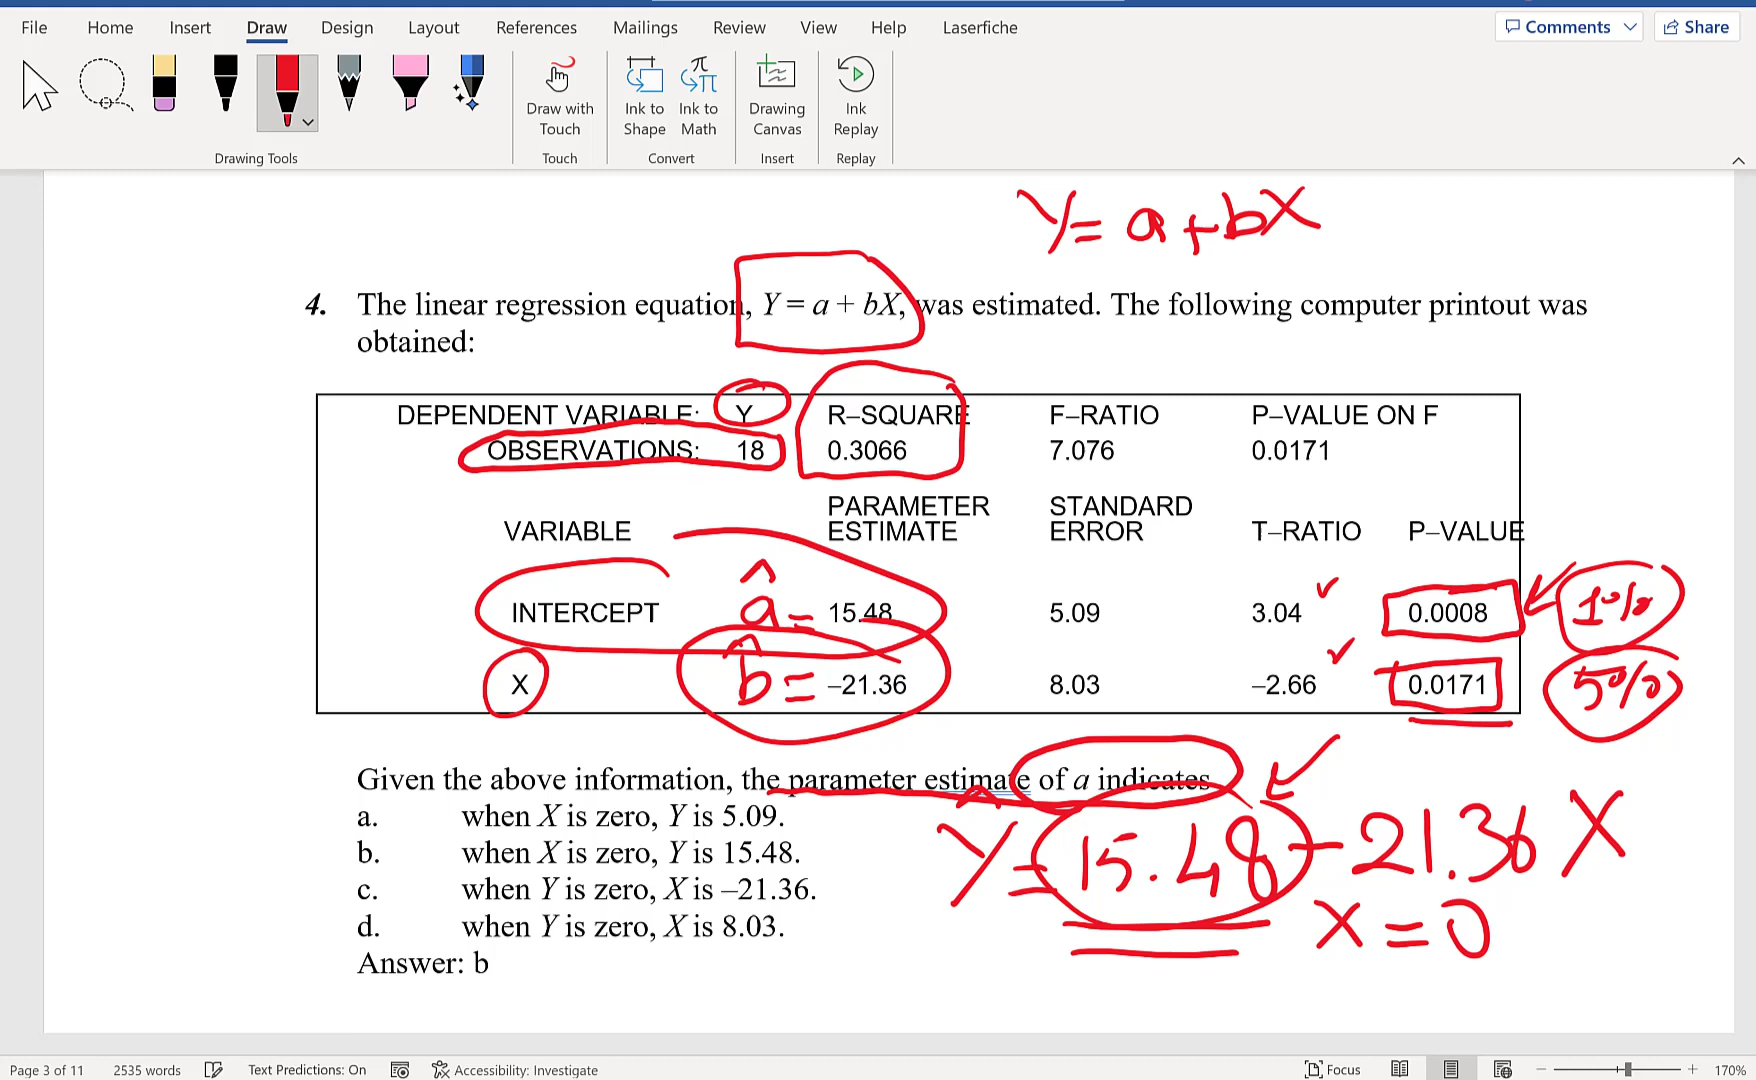 File Home Insert Draw Design Layout References Mailings Review View Help Laserfiche Comments Share
Draw with Touch
Ink to Shape
Ink to Math
Drawing Canvas
Ink Replay
Drawing Tools Touch Convert Insert Replay
Y = a + bX
4. The linear regression equation, Y = a + bX, was estimated. The following computer printout was
obtained:
DEPENDENT VARIABLE: Y R–SQUARE F–RATIO P–VALUE ON F
OBSERVATIONS: 18 0.3066 7.076 0.0171
VARIABLE PARAMETER ESTIMATE STANDARD ERROR T–RATIO P–VALUE
INTERCEPT â = 15.48 5.09 3.04 ✓ 0.0008 1%
X b̂ = –21.36 8.03 –2.66 ✓ 0.0171 5%
Given the above information, the parameter estimate of a indicates
a. when X is zero, Y is 5.09.
b. when X is zero, Y is 15.48.
c. when Y is zero, X is –21.36.
d. when Y is zero, X is 8.03.
Answer: b
Ŷ = 15.48 – 21.36 X
X = 0
Page 3 of 11 2535 words Text Predictions: On Accessibility: Investigate Focus 170%